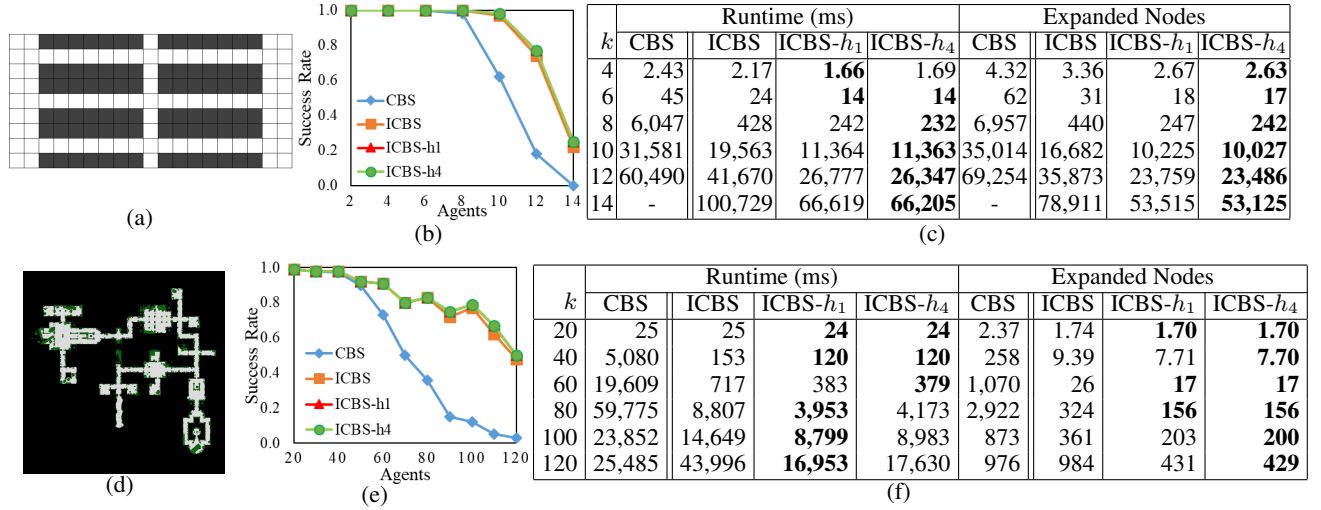 (a)
1.0
0.8
0.6
0.4
0.2
0.0
Success Rate
CBS
ICBS
ICBS-h1
ICBS-h4
2 4 6 8 10 12 14
Agents
(b)
Runtime (ms) Expanded Nodes
k CBS ICBS ICBS-h1 ICBS-h4 CBS ICBS ICBS-h1 ICBS-h4
4 2.43 2.17 1.66 1.69 4.32 3.36 2.67 2.63
6 45 24 14 14 62 31 18 17
8 6,047 428 242 232 6,957 440 247 242
10 31,581 19,563 11,364 11,363 35,014 16,682 10,225 10,027
12 60,490 41,670 26,777 26,347 69,254 35,873 23,759 23,486
14 - 100,729 66,619 66,205 - 78,911 53,515 53,125
(c)
(d)
1.0
0.8
0.6
0.4
0.2
0.0
Success Rate
CBS
ICBS
ICBS-h1
ICBS-h4
20 40 60 80 100 120
Agents
(e)
Runtime (ms) Expanded Nodes
k CBS ICBS ICBS-h1 ICBS-h4 CBS ICBS ICBS-h1 ICBS-h4
20 25 25 24 24 2.37 1.74 1.70 1.70
40 5,080 153 120 120 258 9.39 7.71 7.70
60 19,609 717 383 379 1,070 26 17 17
80 59,775 8,807 3,953 4,173 2,922 324 156 156
100 23,852 14,649 8,799 8,983 873 361 203 200
120 25,485 43,996 16,953 17,630 976 984 431 429
(f)